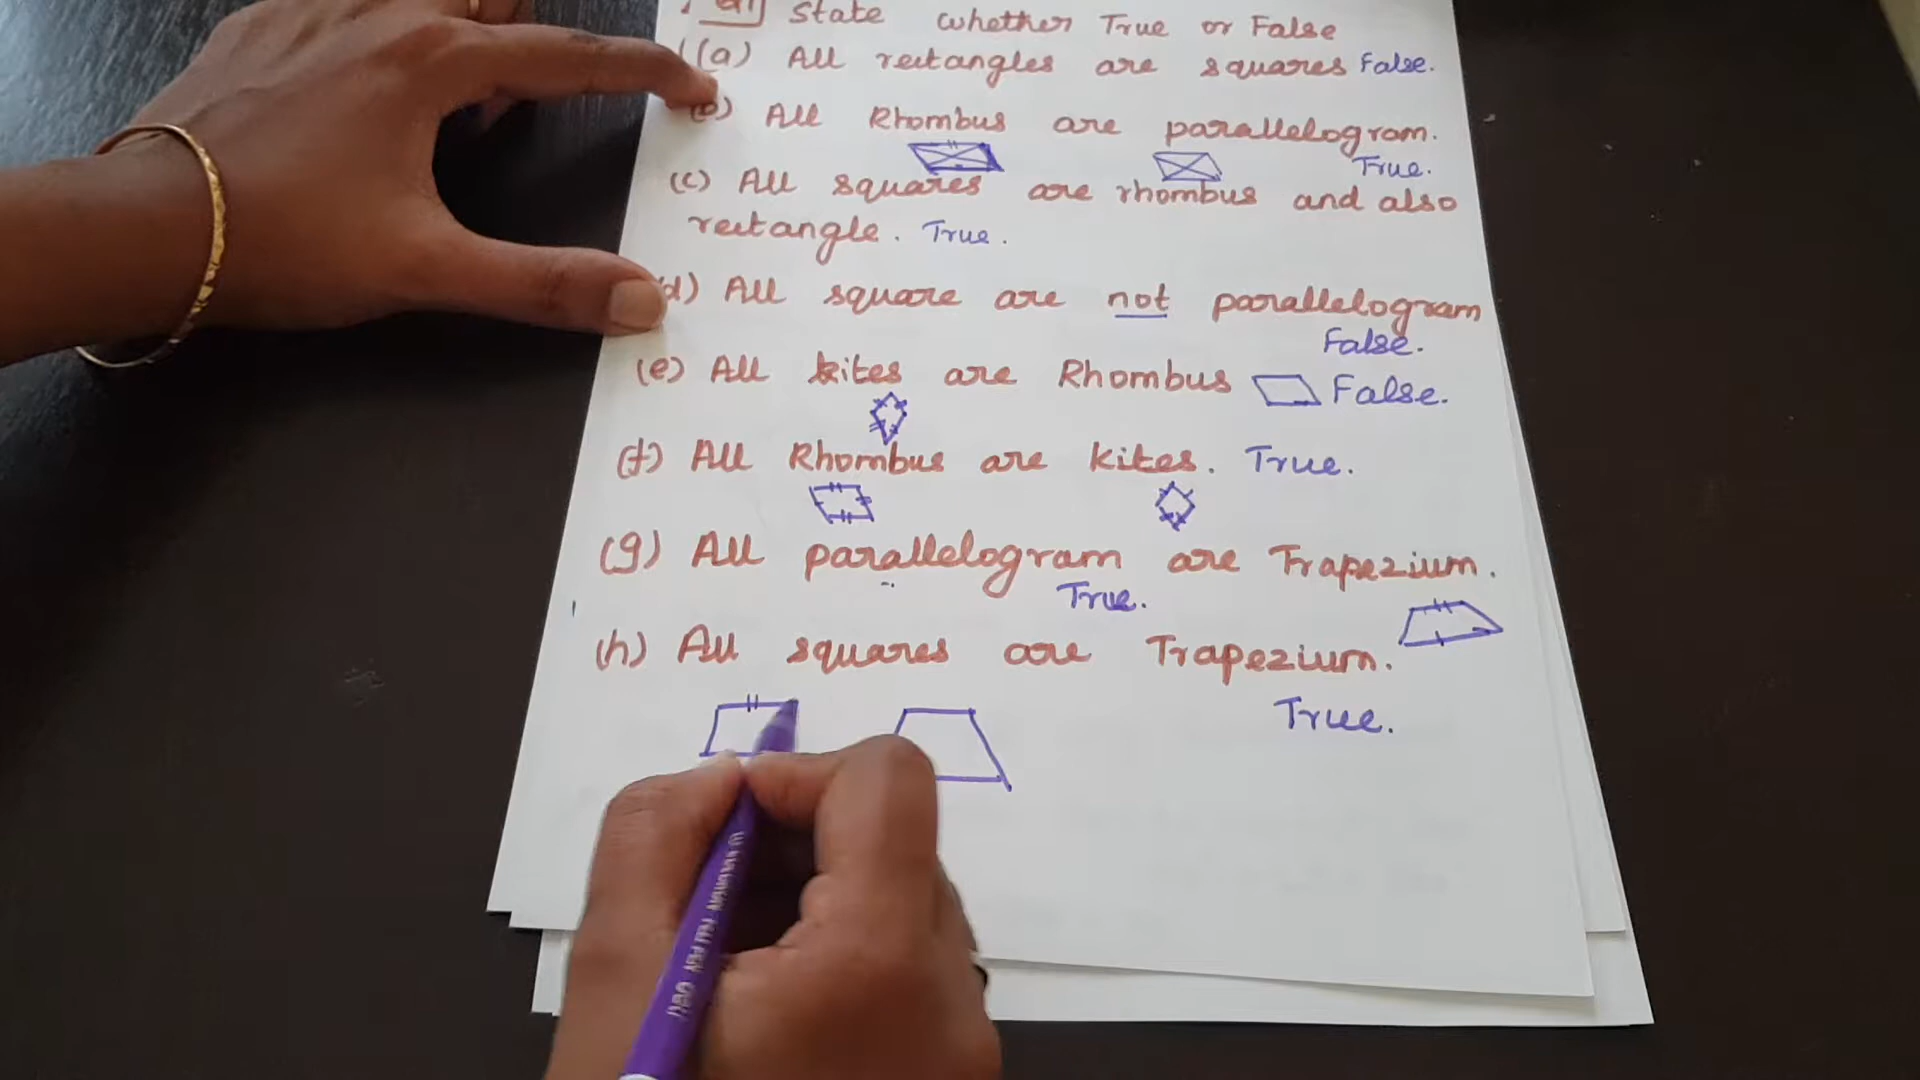 State whether True or False
(a) All rectangles are squares False.
(b) All Rhombus are parallelogram.
True.
(c) All squares are rhombus and also
rectangle. True.
d) All square are not parallelogram
False.
(e) All kites are Rhombus False.
(f) All Rhombus are kites. True.
(g) All parallelogram are Trapezium.
True.
(h) All squares are Trapezium.
True.